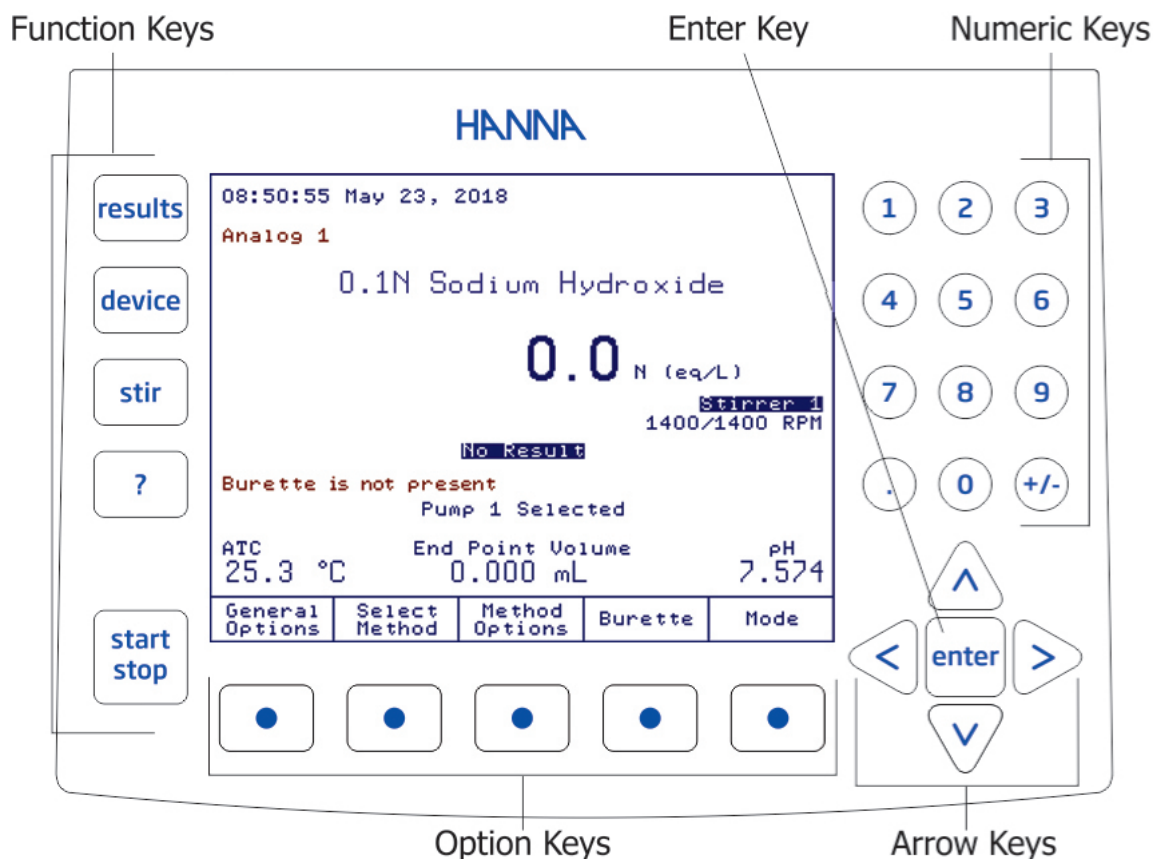 Function Keys
Enter Key
Numeric Keys
HANNA
results
device
stir
?
start
stop
08:50:55 May 23, 2018
Analog 1
0.1N Sodium Hydroxide
0.0 N (eq/L)
Stirrer 1
1400/1400 RPM
No Result
Burette is not present
Pump 1 Selected
ATC End Point Volume pH
25.3 °C 0.000 mL 7.574
General Select Method Burette Mode
Options Method Options
1 2 3
4 5 6
7 8 9
. 0 +/-
enter
Option Keys
Arrow Keys